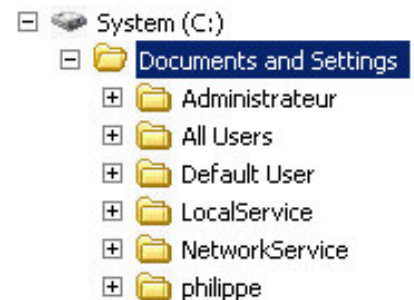 System (C:)
Documents and Settings
Administrateur
All Users
Default User
LocalService
NetworkService
philippe